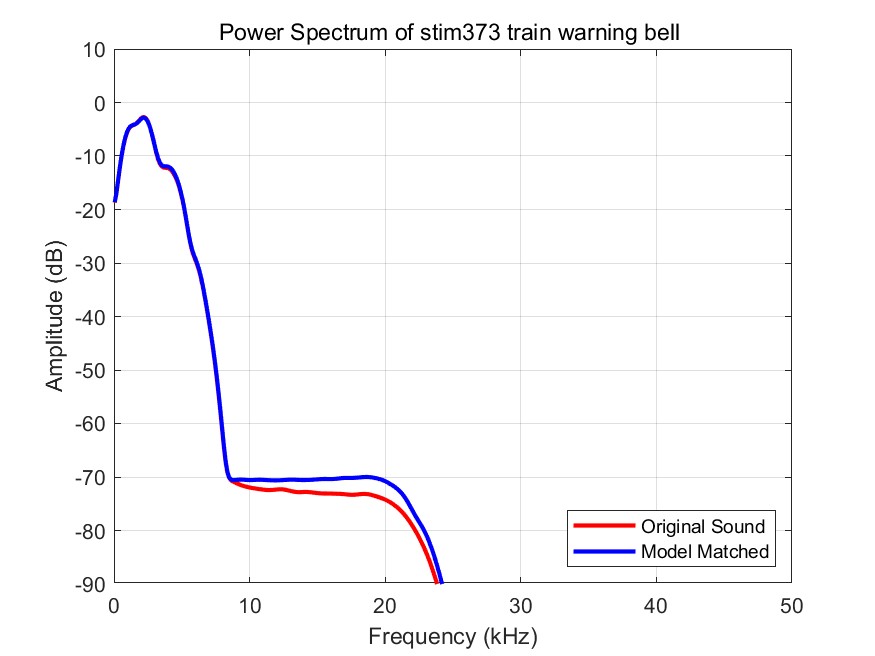 Power Spectrum of stim373 train warning bell
10
0
-10
-20
-30
-40
-50
-60
-70
-80
-90
Amplitude (dB)
Original Sound
Model Matched
0 10 20 30 40 50
Frequency (kHz)